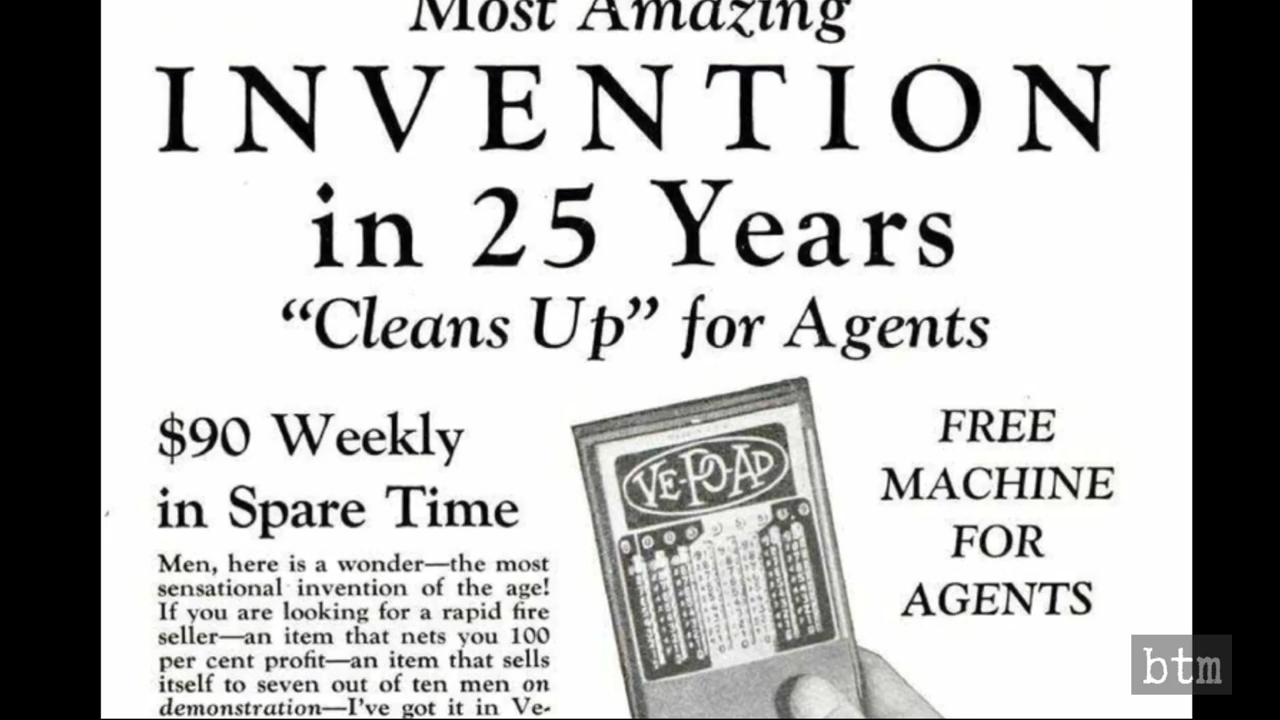 Most Amazing
INVENTION
in 25 Years
“Cleans Up” for Agents
$90 Weekly
in Spare Time
Men, here is a wonder—the most
sensational invention of the age!
If you are looking for a rapid fire
seller—an item that nets you 100
per cent profit—an item that sells
itself to seven out of ten men on
demonstration—I've got it in Ve-
VE-PO-AD
FREE
MACHINE
FOR
AGENTS
btm